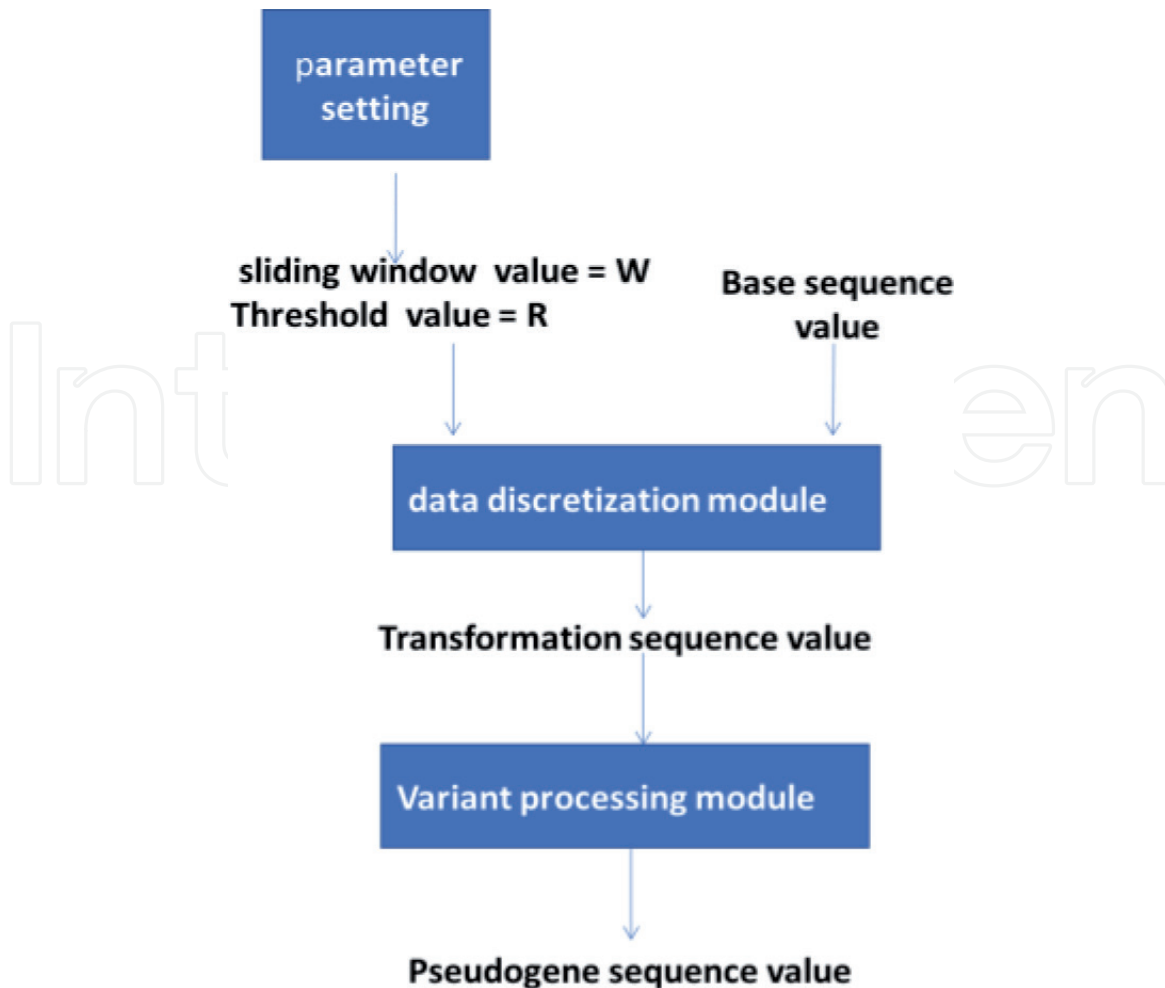 parameter
setting
sliding window value = W
Threshold value = R
Base sequence
value
data discretization module
Transformation sequence value
Variant processing module
Pseudogene sequence value